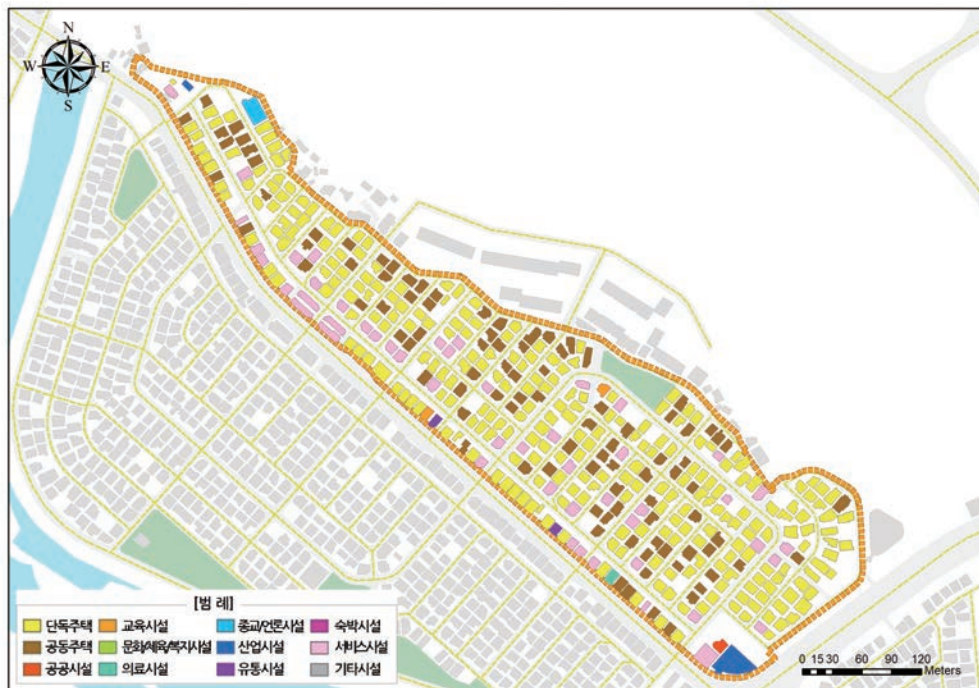 N
W E
S
[범 례]
단독주택 교육시설 종교/언론시설 숙박시설
공동주택 문화/체육/복지시설 산업시설 서비스시설
공공시설 의료시설 유통시설 기타시설
0 15 30 60 90 120
Meters